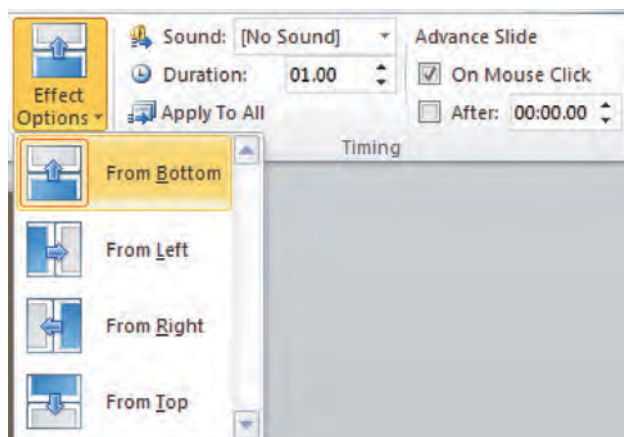 Effect
Options
Sound: [No Sound]
Duration: 01.00
Apply To All
Advance Slide
On Mouse Click
After: 00:00.00
Timing
From Bottom
From Left
From Right
From Top